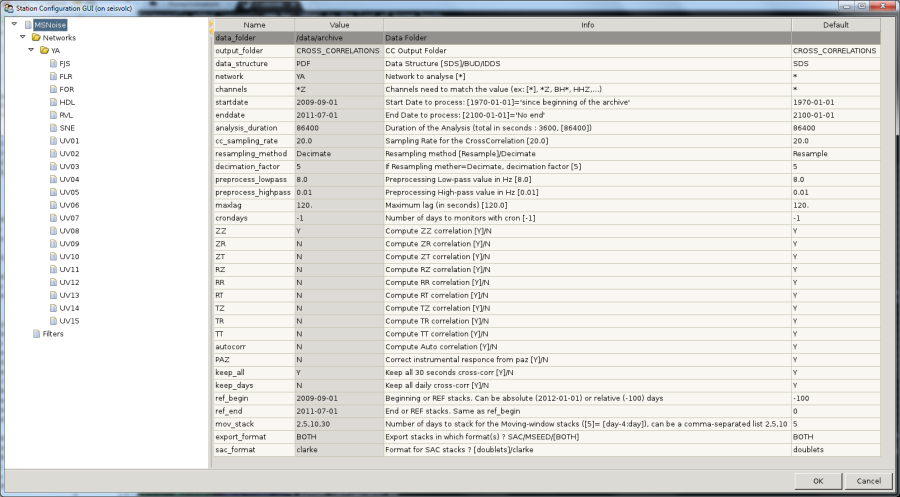 Station Configuration GUI (on seisvolc)
MSNoise
Networks
YA
FJS
FLR
FOR
HDL
RVL
SNE
UV01
UV02
UV03
UV04
UV05
UV06
UV07
UV08
UV09
UV10
UV11
UV12
UV13
UV14
UV15
Filters
Name Value Info Default
data_folder /data/archive Data Folder
output_folder CROSS_CORRELATIONS CC Output Folder CROSS_CORRELATIONS
data_structure PDF Data Structure [SDS]/BUD/IDDS SDS
network YA Network to analyse [*] *
channels *Z Channels need to match the value (ex: [*], *Z, BH*, HHZ,...) *
startdate 2009-09-01 Start Date to process: [1970-01-01]='since beginning of the archive' 1970-01-01
enddate 2011-07-01 End Date to process: [2100-01-01]='No end' 2100-01-01
analysis_duration 86400 Duration of the Analysis (total in seconds : 3600, [86400]) 86400
cc_sampling_rate 20.0 Sampling Rate for the CrossCorrelation [20.0] 20.0
resampling_method Decimate Resampling method [Resample]/Decimate Resample
decimation_factor 5 If Resampling mether=Decimate, decimation factor [5] 5
preprocess_lowpass 8.0 Preprocessing Low-pass value in Hz [8.0] 8.0
preprocess_highpass 0.01 Preprocessing High-pass value in Hz [0.01] 0.01
maxlag 120. Maximum lag (in seconds) [120.0] 120.
crondays -1 Number of days to monitors with cron [-1] -1
ZZ Y Compute ZZ correlation [Y]/N Y
ZR N Compute ZR correlation [Y]/N Y
ZT N Compute ZT correlation [Y]/N Y
RZ N Compute RZ correlation [Y]/N Y
RR N Compute RR correlation [Y]/N Y
RT N Compute RT correlation [Y]/N Y
TZ N Compute TZ correlation [Y]/N Y
TR N Compute TR correlation [Y]/N Y
TT N Compute TT correlation [Y]/N Y
autocorr N Compute Auto correlation [Y]/N Y
PAZ N Correct instrumental responce from paz [Y]/N Y
keep_all Y Keep all 30 seconds cross-corr [Y]/N Y
keep_days N Keep all daily cross-corr [Y]/N Y
ref_begin 2009-09-01 Beginning or REF stacks. Can be absolute (2012-01-01) or relative (-100) days -100
ref_end 2011-07-01 End or REF stacks. Same as ref_begin 0
mov_stack 2,5,10,30 Number of days to stack for the Moving-window stacks ([5]= [day-4:day]), can be a comma-separated list 2,5,10 5
export_format BOTH Export stacks in which format(s) ? SAC/MSEED/[BOTH] BOTH
sac_format clarke Format for SAC stacks ? [doublets]/clarke doublets
OK Cancel